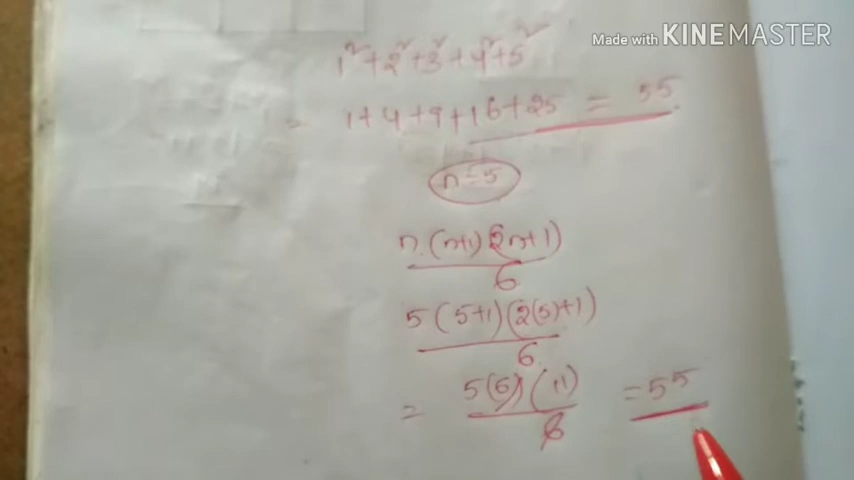 Made with KINEMASTER
1²+2²+3²+4²+5²
= 1+4+9+16+25 = 55
n=5
n.(n+1)(2n+1)
6
5(5+1)(2(5)+1)
6
= 5(6)(11) = 55
6